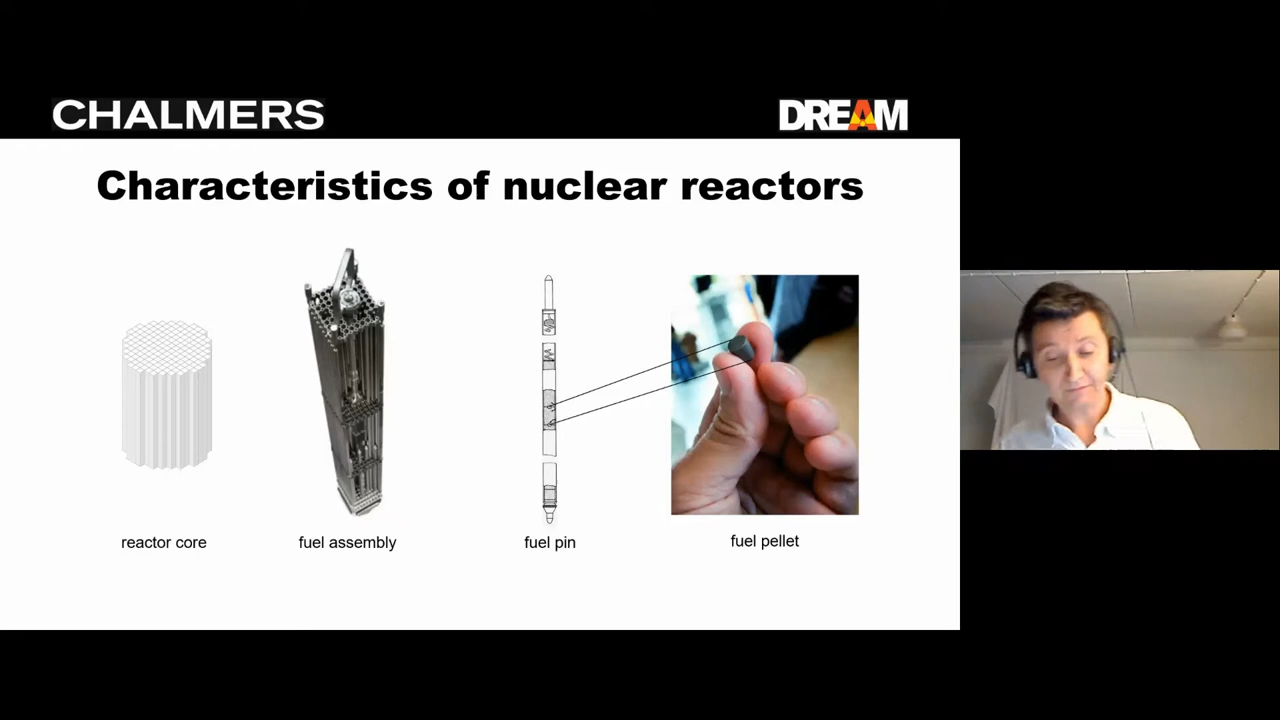 CHALMERS
DREAM
Characteristics of nuclear reactors
reactor core
fuel assembly
fuel pin
fuel pellet